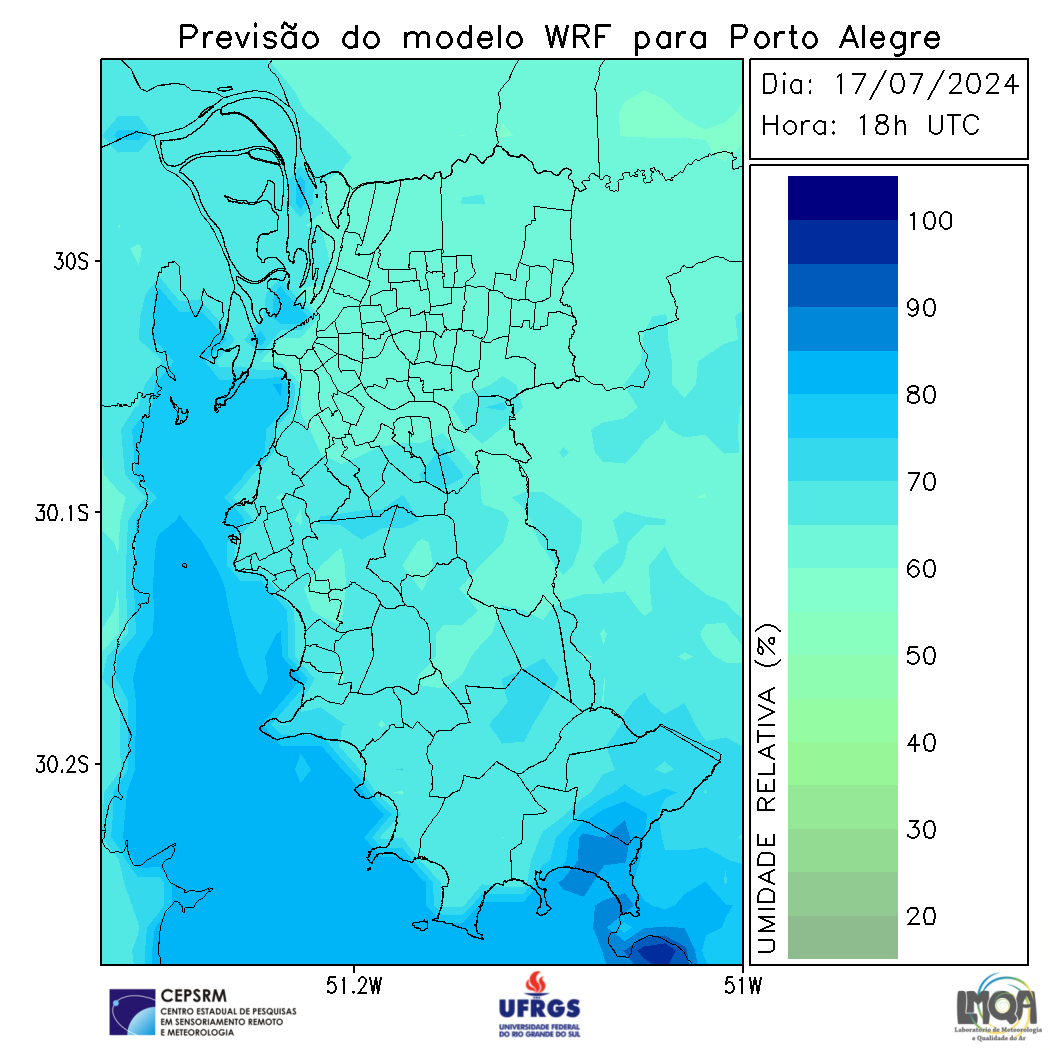 Previsão do modelo WRF para Porto Alegre
Dia: 17/07/2024
Hora: 18h UTC
30S
30.1S
30.2S
51.2W
51W
UMIDADE RELATIVA (%)
100
90
80
70
60
50
40
30
20
CEPSRM
CENTRO ESTADUAL DE PESQUISAS
EM SENSORIAMENTO REMOTO
E METEOROLOGIA
UFRGS
UNIVERSIDADE FEDERAL
DO RIO GRANDE DO SUL
LMQA
Laboratório de Meteorologia
e Qualidade do Ar